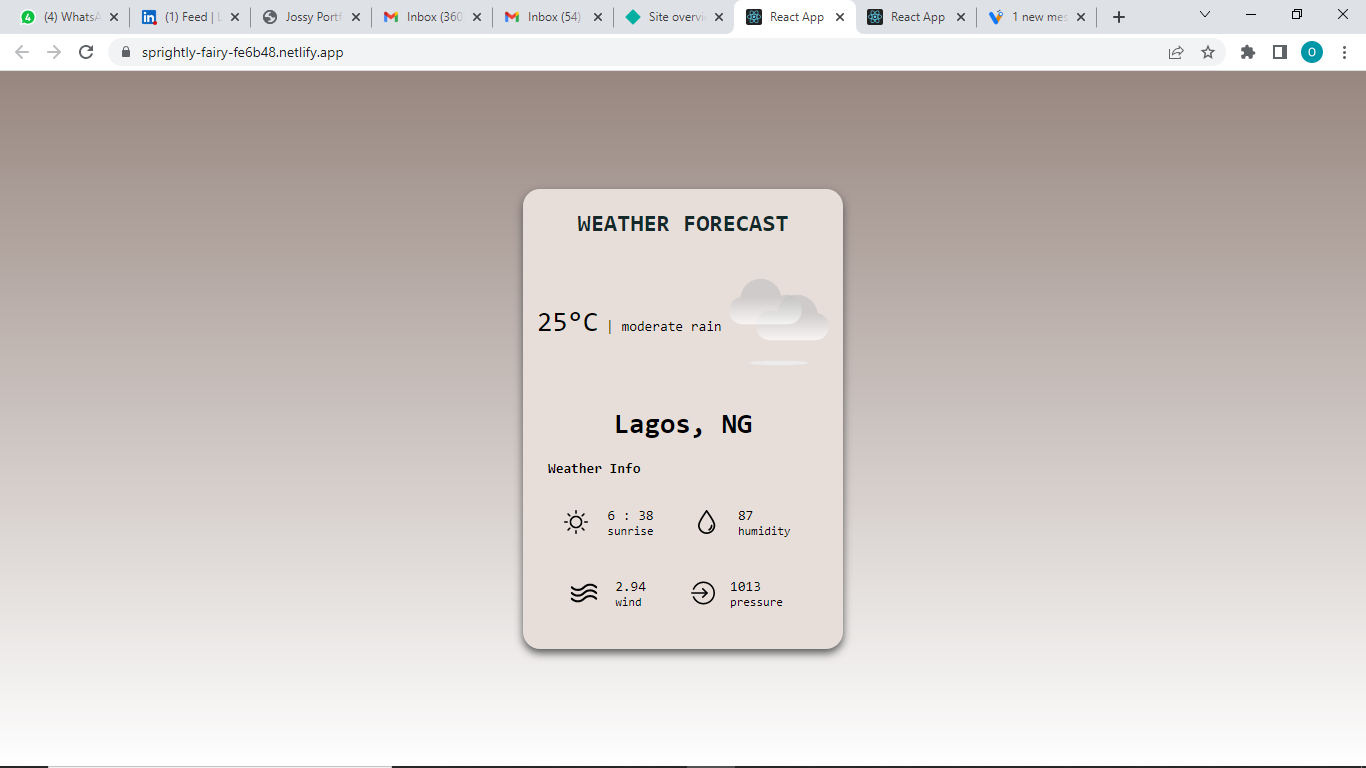 (4) WhatsA
(1) Feed | L
Jossy Portf
Inbox (360
Inbox (54)
Site overvi
React App
React App
1 new mes
sprightly-fairy-fe6b48.netlify.app
O
WEATHER FORECAST
25°C | moderate rain
Lagos, NG
Weather Info
6 : 38
sunrise
87
humidity
2.94
wind
1013
pressure